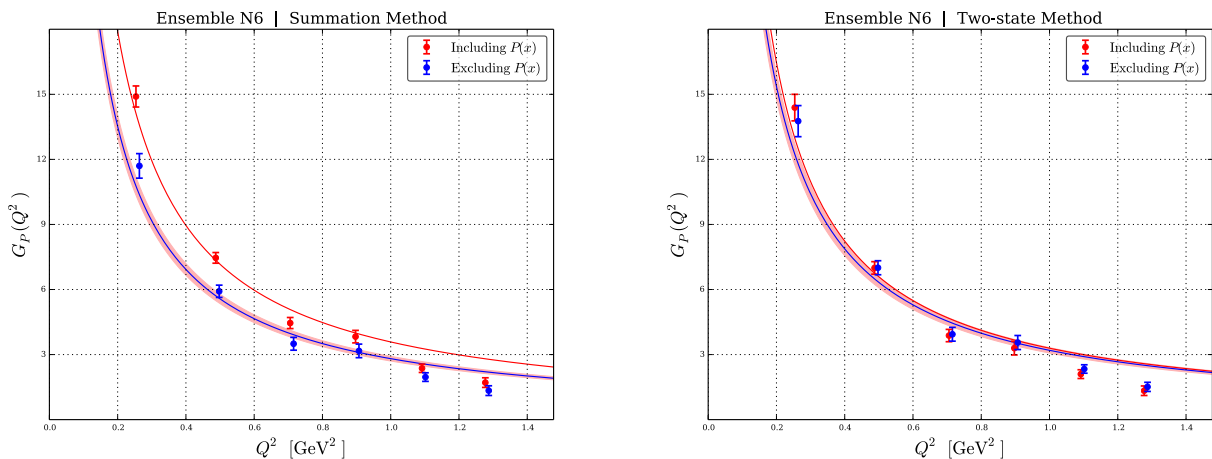 Ensemble N6 | Summation Method
Including P(x)
Excluding P(x)
15
12
9
6
3
G_P(Q^2)
0.0 0.2 0.4 0.6 0.8 1.0 1.2 1.4
Q^2 [GeV^2]
Ensemble N6 | Two-state Method
Including P(x)
Excluding P(x)
15
12
9
6
3
G_P(Q^2)
0.0 0.2 0.4 0.6 0.8 1.0 1.2 1.4
Q^2 [GeV^2]